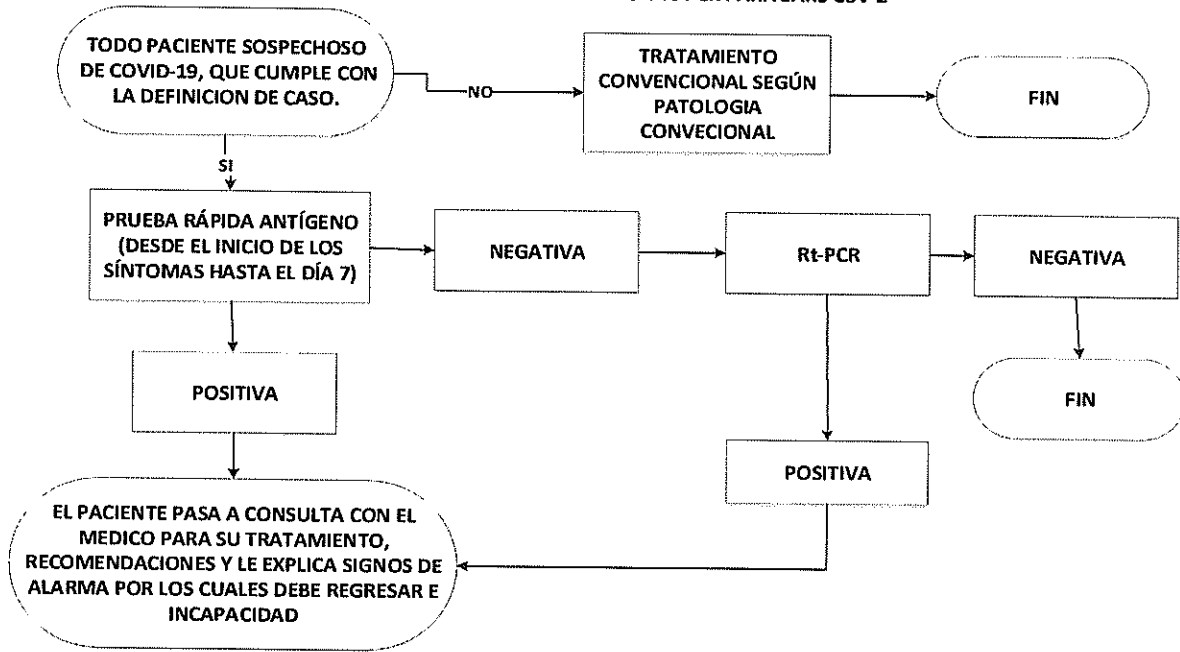 TODO PACIENTE SOSPECHOSO
DE COVID-19, QUE CUMPLE CON
LA DEFINICION DE CASO.
NO
TRATAMIENTO
CONVENCIONAL SEGÚN
PATOLOGIA
CONVECIONAL
FIN
SI
PRUEBA RÁPIDA ANTÍGENO
(DESDE EL INICIO DE LOS
SÍNTOMAS HASTA EL DÍA 7)
NEGATIVA
Rt-PCR
NEGATIVA
POSITIVA
FIN
POSITIVA
EL PACIENTE PASA A CONSULTA CON EL
MEDICO PARA SU TRATAMIENTO,
RECOMENDACIONES Y LE EXPLICA SIGNOS DE
ALARMA POR LOS CUALES DEBE REGRESAR E
INCAPACIDAD